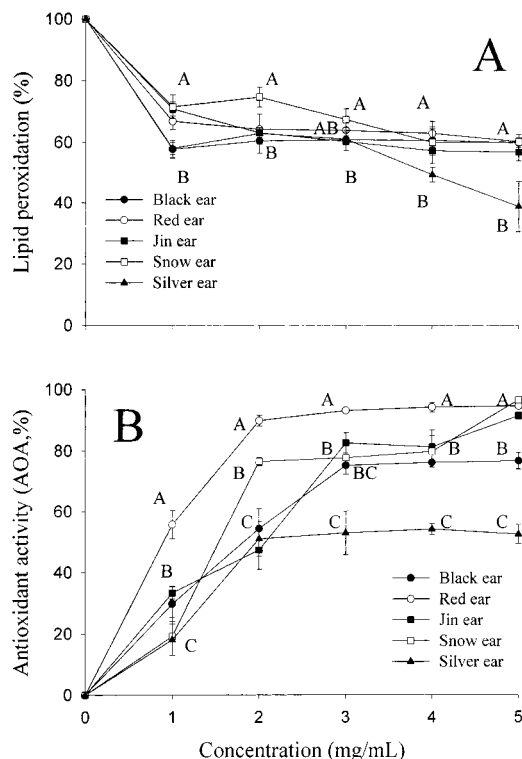 100
80
60
40
20
0
Lipid peroxidation (%)
A
A
A
A
A
A
AB
B
B
B
B
B
Black ear
Red ear
Jin ear
Snow ear
Silver ear
100
80
60
40
20
0
Antioxidant activity (AOA,%)
B
A
A
A
A
A
B
B
B
B
B
BC
C
C
C
C
C
Black ear
Red ear
Jin ear
Snow ear
Silver ear
0 1 2 3 4 5
Concentration (mg/mL)